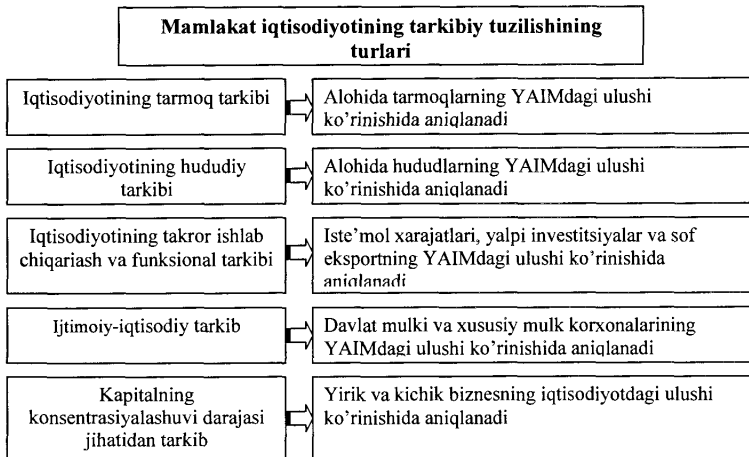 Mamlakat iqtisodiyotining tarkibiy tuzilishining
turlari
Iqtisodiyotining tarmoq tarkibi
Alohida tarmoqlarning YAIMdagi ulushi
ko'rinishida aniqlanadi
Iqtisodiyotining hududiy
tarkibi
Alohida hududlarning YAIMdagi ulushi
ko'rinishida aniqlanadi
Iqtisodiyotining takror ishlab
chiqariash va funksional tarkibi
Iste'mol xarajatlari, yalpi investitsiyalar va sof
eksportning YAIMdagi ulushi ko'rinishida
aniqlanadi
Ijtimoiy-iqtisodiy tarkib
Davlat mulki va xususiy mulk korxonalarining
YAIMdagi ulushi ko'rinishida aniqlanadi
Kapitalning
konsentrasiyalashuvi darajasi
jihatidan tarkib
Yirik va kichik biznesning iqtisodiyotdagi ulushi
ko'rinishida aniqlanadi